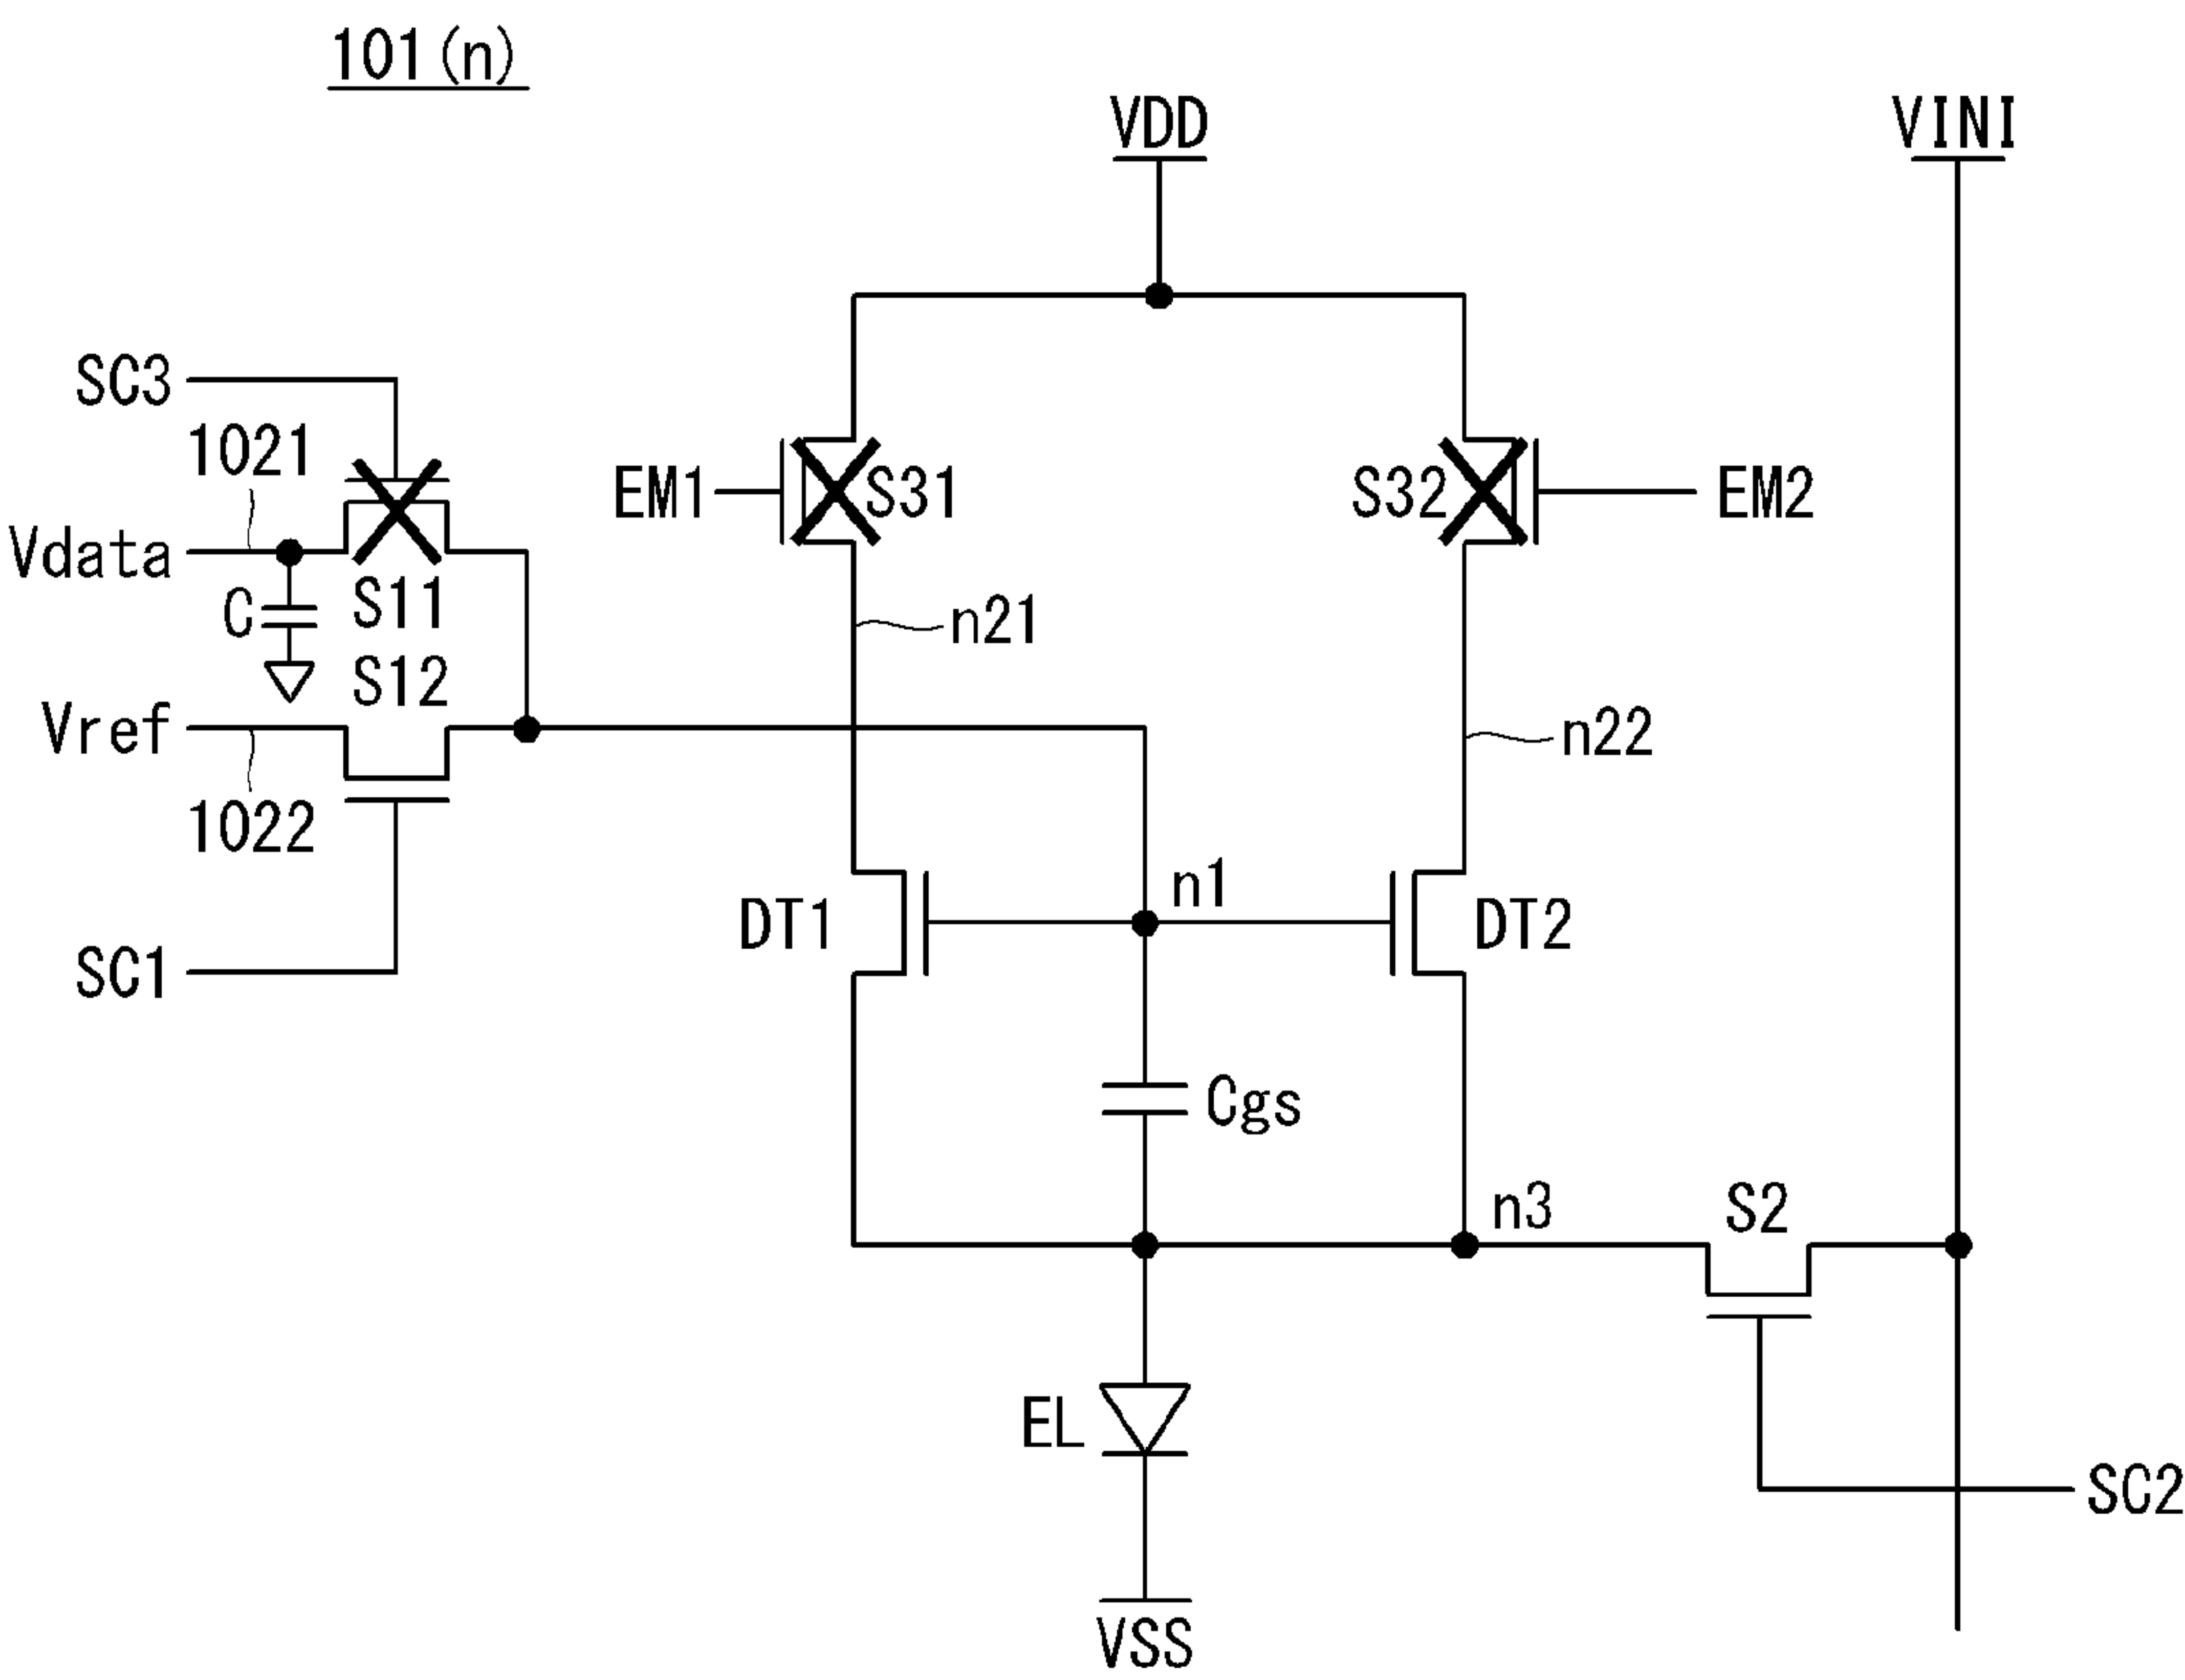 101(n)
VDD
VINI
SC3
1021
EM1
S31
S32
EM2
Vdata
C
S11
n21
S12
Vref
n22
1022
n1
DT1
DT2
SC1
Cgs
n3
S2
EL
SC2
VSS